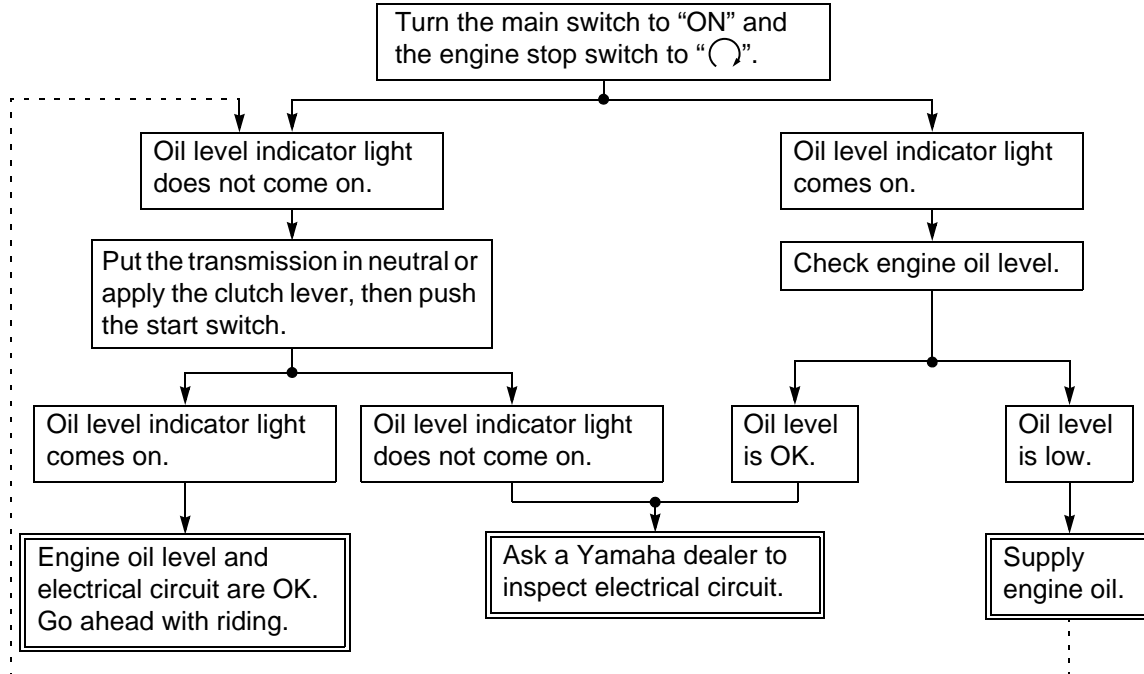 Turn the main switch to “ON” and
the engine stop switch to “ ”.
Oil level indicator light
does not come on.
Oil level indicator light
comes on.
Put the transmission in neutral or
apply the clutch lever, then push
the start switch.
Check engine oil level.
Oil level indicator light
comes on.
Oil level indicator light
does not come on.
Oil level
is OK.
Oil level
is low.
Engine oil level and
electrical circuit are OK.
Go ahead with riding.
Ask a Yamaha dealer to
inspect electrical circuit.
Supply
engine oil.